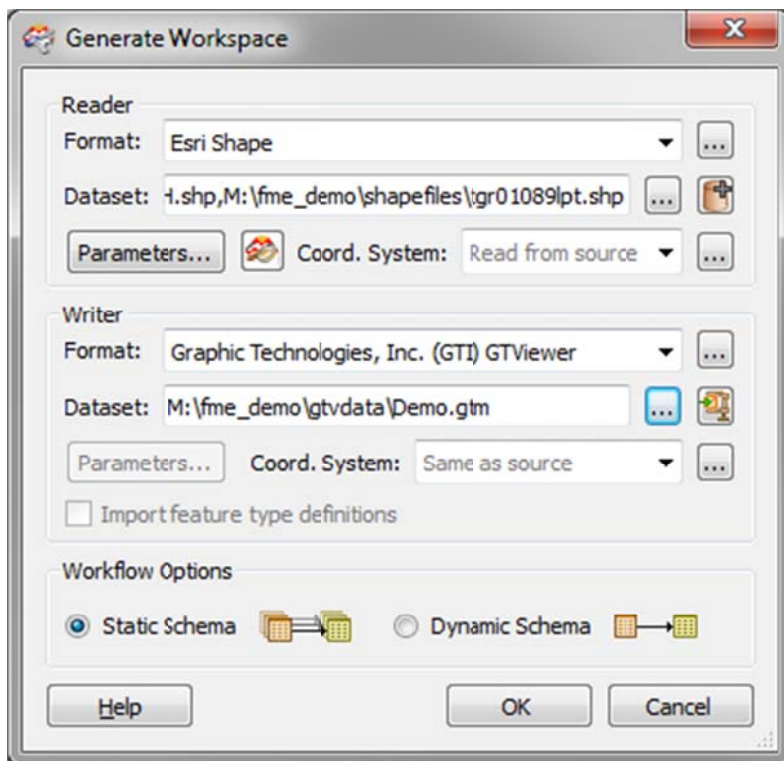 Generate Workspace
Reader
Format: Esri Shape ...
Dataset: H.shp,M:\fme_demo\shapefiles\tgr01089lpt.shp ...
Parameters... Coord. System: Read from source ...
Writer
Format: Graphic Technologies, Inc. (GTI) GTViewer ...
Dataset: M:\fme_demo\gtvdata\Demo.gtm ...
Parameters... Coord. System: Same as source ...
Import feature type definitions
Workflow Options
Static Schema Dynamic Schema
Help OK Cancel